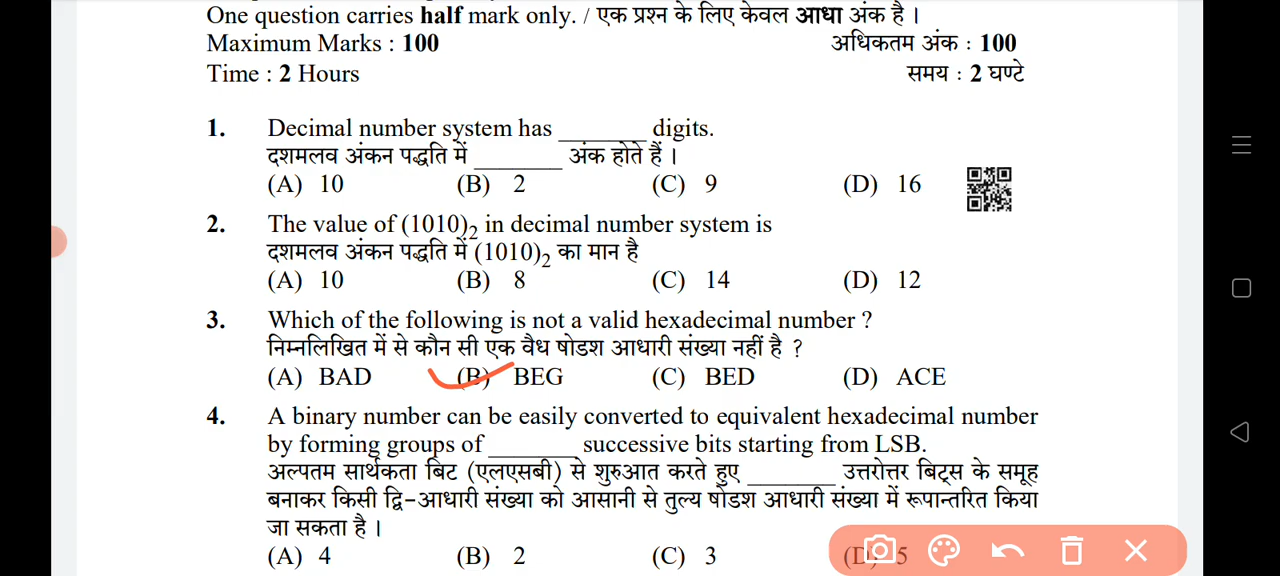 One question carries half mark only. / एक प्रश्न के लिए केवल आधा अंक है ।
Maximum Marks : 100 अधिकतम अंक : 100
Time : 2 Hours समय : 2 घण्टे
1. Decimal number system has ________ digits.
दशमलव अंकन पद्धति में ________ अंक होते हैं ।
(A) 10 (B) 2 (C) 9 (D) 16
2. The value of (1010)₂ in decimal number system is
दशमलव अंकन पद्धति में (1010)₂ का मान है
(A) 10 (B) 8 (C) 14 (D) 12
3. Which of the following is not a valid hexadecimal number ?
निम्नलिखित में से कौन सी एक वैध षोडश आधारी संख्या नहीं है ?
(A) BAD (B) BEG (C) BED (D) ACE
4. A binary number can be easily converted to equivalent hexadecimal number
by forming groups of ________ successive bits starting from LSB.
अल्पतम सार्थकता बिट (एलएसबी) से शुरुआत करते हुए ________ उत्तरोत्तर बिट्स के समूह
बनाकर किसी द्वि-आधारी संख्या को आसानी से तुल्य षोडश आधारी संख्या में रूपान्तरित किया
जा सकता है ।
(A) 4 (B) 2 (C) 3 (D) 5